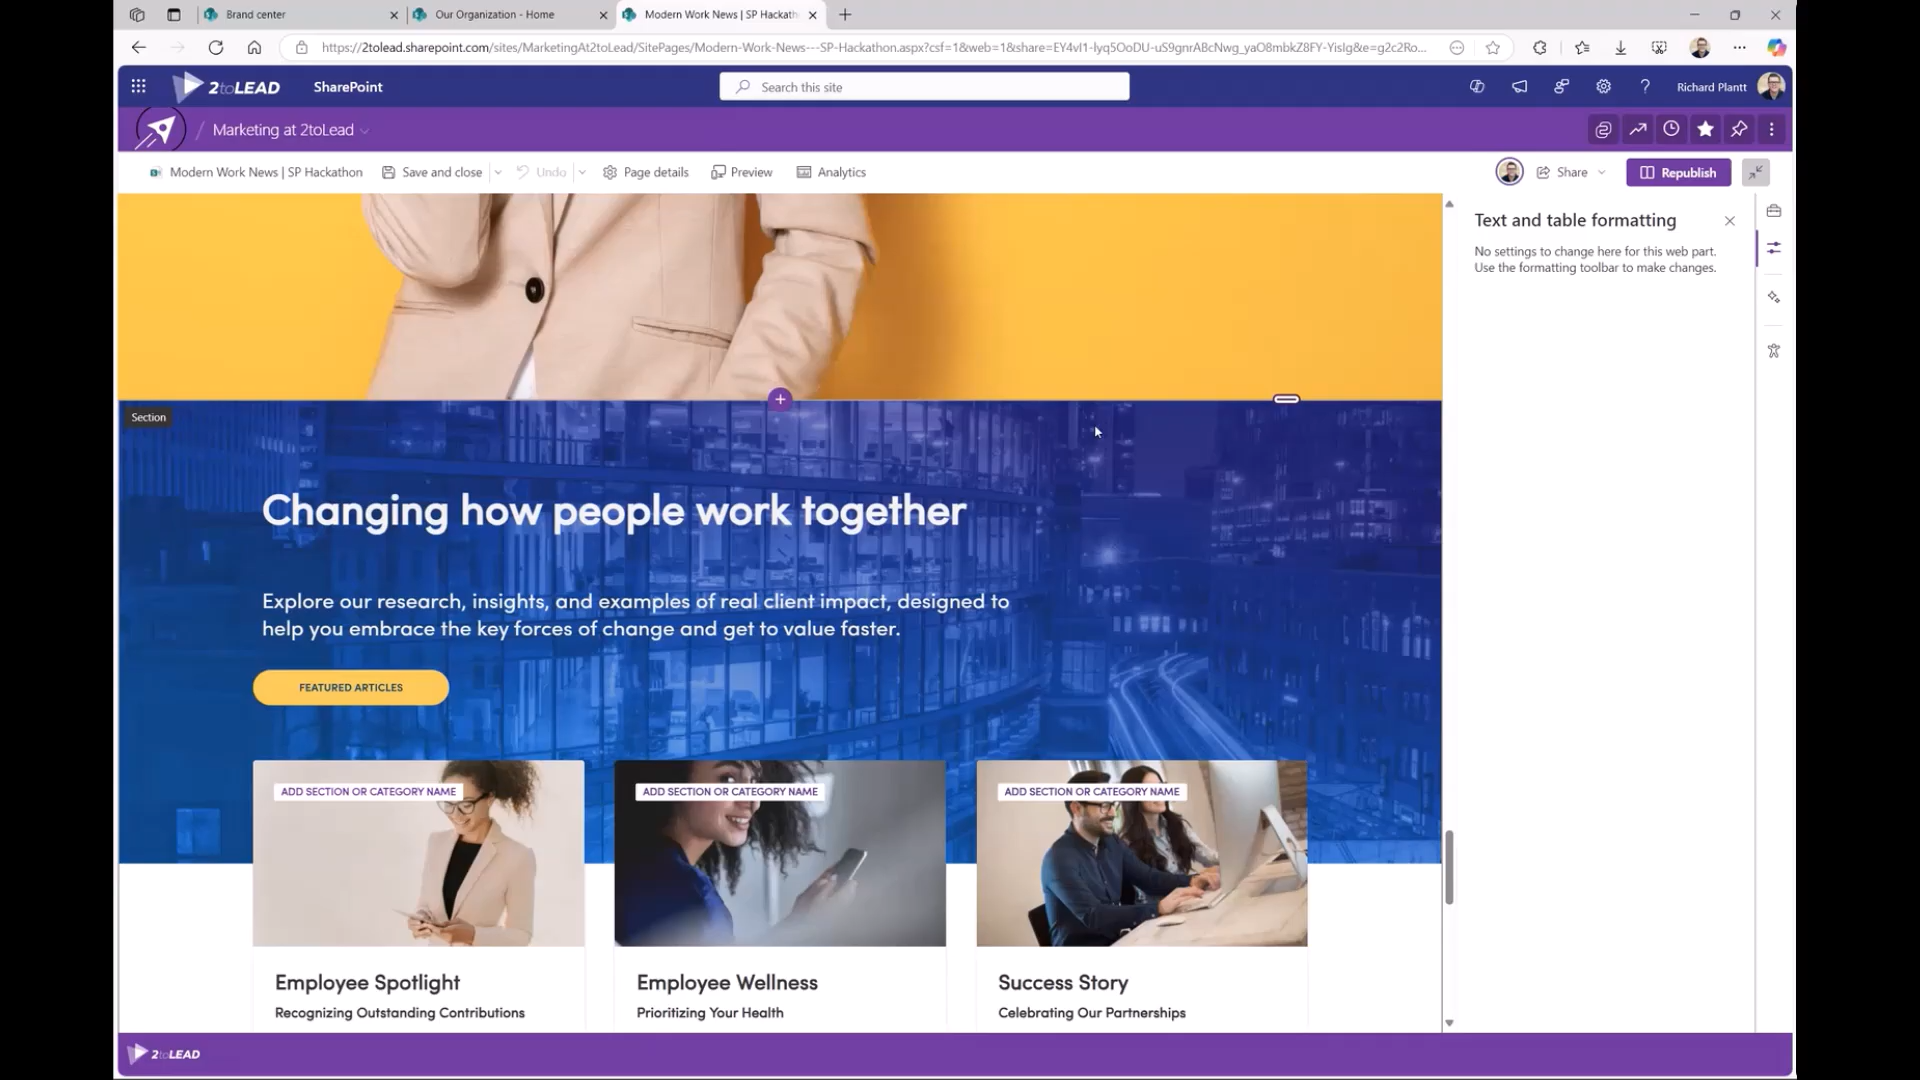 Brand center
Our Organization - Home
Modern Work News | SP Hackath
https://2tolead.sharepoint.com/sites/MarketingAt2toLead/SitePages/Modern-Work-News---SP-Hackathon.aspx?csf=1&web=1&share=EY4vI1-Iyq5OoDU-uS9gnrABcNwg_yaO8mbkZ8FY-YisIg&e=g2c2Ro...
2toLEAD
SharePoint
Search this site
Richard Plantt
/ Marketing at 2toLead
Modern Work News | SP Hackathon
Save and close
Undo
Page details
Preview
Analytics
Share
Republish
Text and table formatting
No settings to change here for this web part.
Use the formatting toolbar to make changes.
Section
Changing how people work together
Explore our research, insights, and examples of real client impact, designed to
help you embrace the key forces of change and get to value faster.
FEATURED ARTICLES
ADD SECTION OR CATEGORY NAME
ADD SECTION OR CATEGORY NAME
ADD SECTION OR CATEGORY NAME
Employee Spotlight
Recognizing Outstanding Contributions
Employee Wellness
Prioritizing Your Health
Success Story
Celebrating Our Partnerships
2toLEAD